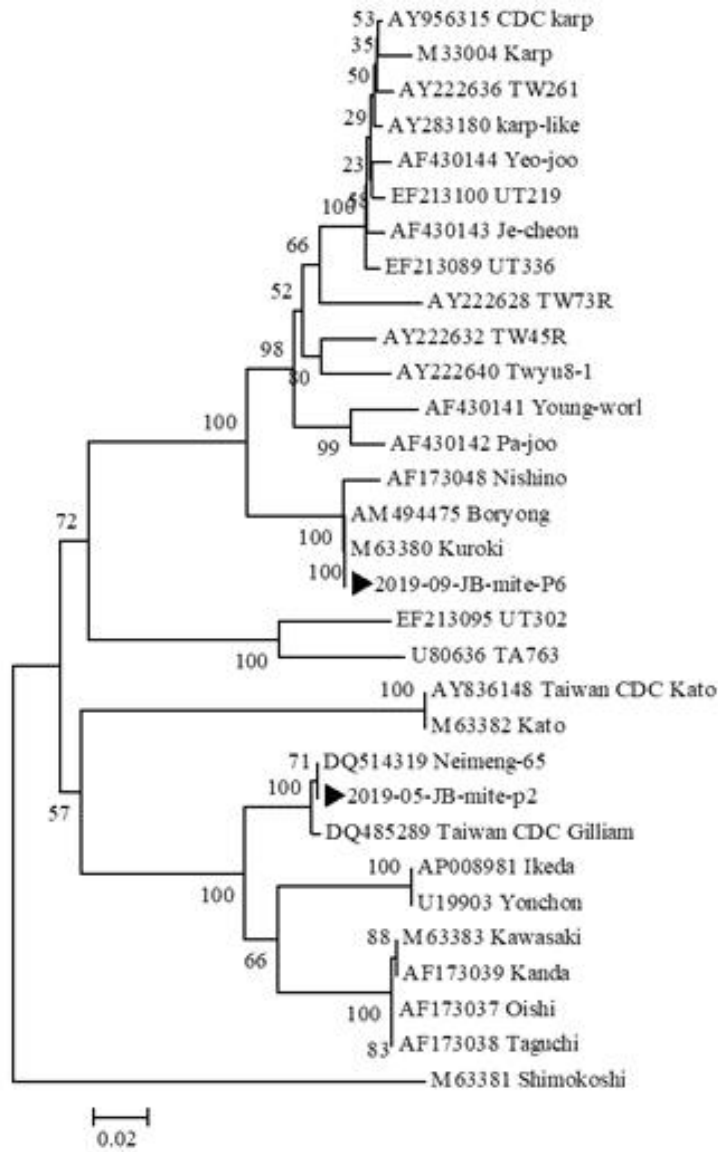 53 AY956315 CDC karp
35
M33004 Karp
50
AY222636 TW261
29
AY283180 karp-like
23
AF430144 Yeo-joo
EF213100 UT219
100
58
AF430143 Je-cheon
66
EF213089 UT336
52
AY222628 TW73R
AY222632 TW45R
98
80
AY222640 Twyu8-1
AF430141 Young-worl
100
99
AF430142 Pa-joo
AF173048 Nishino
72
AM494475 Boryong
100
M63380 Kuroki
100
2019-09-JB-mite-P6
EF213095 UT302
100
U80636 TA763
100 AY836148 Taiwan CDC Kato
M63382 Kato
71 DQ514319 Neimeng-65
100
2019-05-JB-mite-p2
57
DQ485289 Taiwan CDC Gilliam
100 AP008981 Ikeda
100
U19903 Yonchon
88 M63383 Kawasaki
66
AF173039 Kanda
100 AF173037 Oishi
83 AF173038 Taguchi
M63381 Shimokoshi
0.02